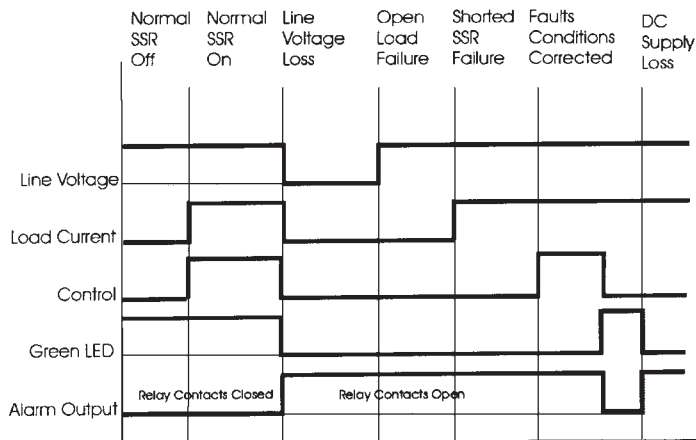 Normal SSR Off
Normal SSR On
Line Voltage Loss
Open Load Failure
Shorted SSR Failure
Faults Conditions Corrected
DC Supply Loss
Line Voltage
Load Current
Control
Green LED
Relay Contacts Closed
Relay Contacts Open
Alarm Output